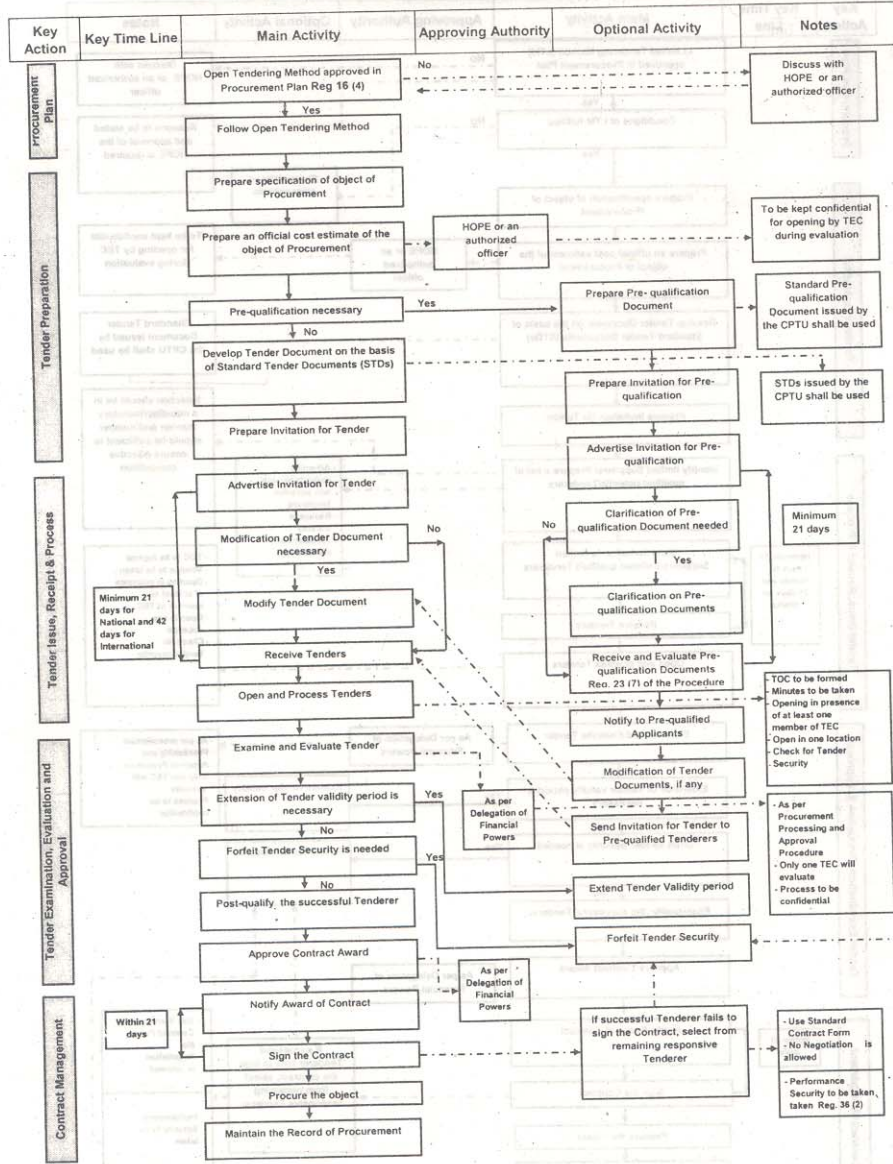 Key Action
Key Time Line
Main Activity
Approving Authority
Optional Activity
Notes
Procurement Plan
Open Tendering Method approved in
Procurement Plan Reg 16 (4)
No
Discuss with
HOPE or an
authorized officer
Yes
Follow Open Tendering Method
Tender Preparation
Prepare specification of object of
Procurement
Prepare an official cost estimate of the
object of Procurement
HOPE or an
authorized
officer
To be kept confidential
for opening by TEC
during evaluation
Pre-qualification necessary
Yes
Prepare Pre- qualification
Document
Standard Pre-
qualification
Document issued by
the CPTU shall be used
No
Develop Tender Document on the basis
of Standard Tender Documents (STDs)
Prepare Invitation for Pre-
qualification
STDs issued by the
CPTU shall be used
Prepare Invitation for Tender
Advertise Invitation for Pre-
qualification
Tender Issue, Receipt & Process
Advertise Invitation for Tender
Clarification of Pre-
qualification Document needed
Minimum
21 days
Modification of Tender Document
necessary
No
No
Yes
Yes
Minimum 21
days for
National and 42
days for
International
Modify Tender Document
Clarification on Pre-
qualification Documents
Receive Tenders
Receive and Evaluate Pre-
qualification Documents
Reg. 23 (7) of the Procedure
Open and Process Tenders
- TOC to be formed
- Minutes to be taken
- Opening in presence
of at least one
member of TEC
- Open in one location
- Check for Tender
Security
Notify to Pre-qualified
Applicants
Tender Examination, Evaluation and
Approval
Examine and Evaluate Tender
Modification of Tender
Documents, if any
Extension of Tender validity period is
necessary
Yes
As per
Delegation of
Financial
Powers
Send Invitation for Tender to
Pre-qualified Tenderers
- As per
Procurement
Processing and
Approval
Procedure
- Only one TEC will
evaluate
- Process to be
confidential
No
Forfeit Tender Security is needed
Yes
No
Extend Tender Validity period
Post-qualify the successful Tenderer
Forfeit Tender Security
Approve Contract Award
As per
Delegation of
Financial
Powers
Contract Management
Within 21
days
Notify Award of Contract
If successful Tenderer fails to
sign the Contract, select from
remaining responsive
Tenderer
- Use Standard
Contract Form
- No Negotiation is
allowed
Sign the Contract
- Performance
Security to be taken,
taken Reg. 36 (2)
Procure the object
Maintain the Record of Procurement